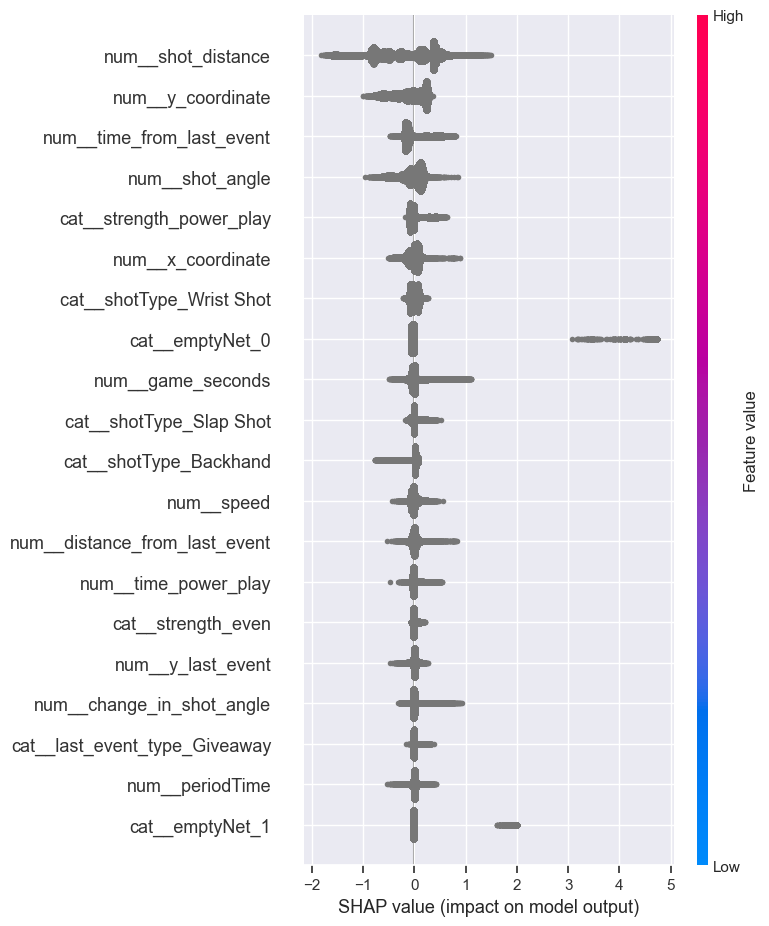 High
num__shot_distance
num__y_coordinate
num__time_from_last_event
num__shot_angle
cat__strength_power_play
num__x_coordinate
cat__shotType_Wrist Shot
cat__emptyNet_0
num__game_seconds
cat__shotType_Slap Shot
cat__shotType_Backhand
num__speed
num__distance_from_last_event
num__time_power_play
cat__strength_even
num__y_last_event
num__change_in_shot_angle
cat__last_event_type_Giveaway
num__periodTime
cat__emptyNet_1
Feature value
Low
−2 −1 0 1 2 3 4 5
SHAP value (impact on model output)